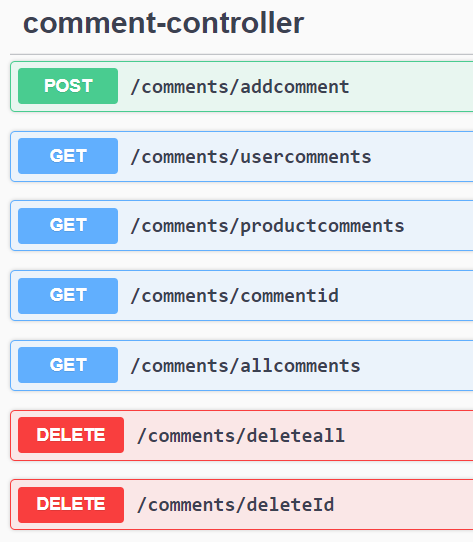 comment-controller
POST /comments/addcomment
GET /comments/usercomments
GET /comments/productcomments
GET /comments/commentid
GET /comments/allcomments
DELETE /comments/deleteall
DELETE /comments/deleteId